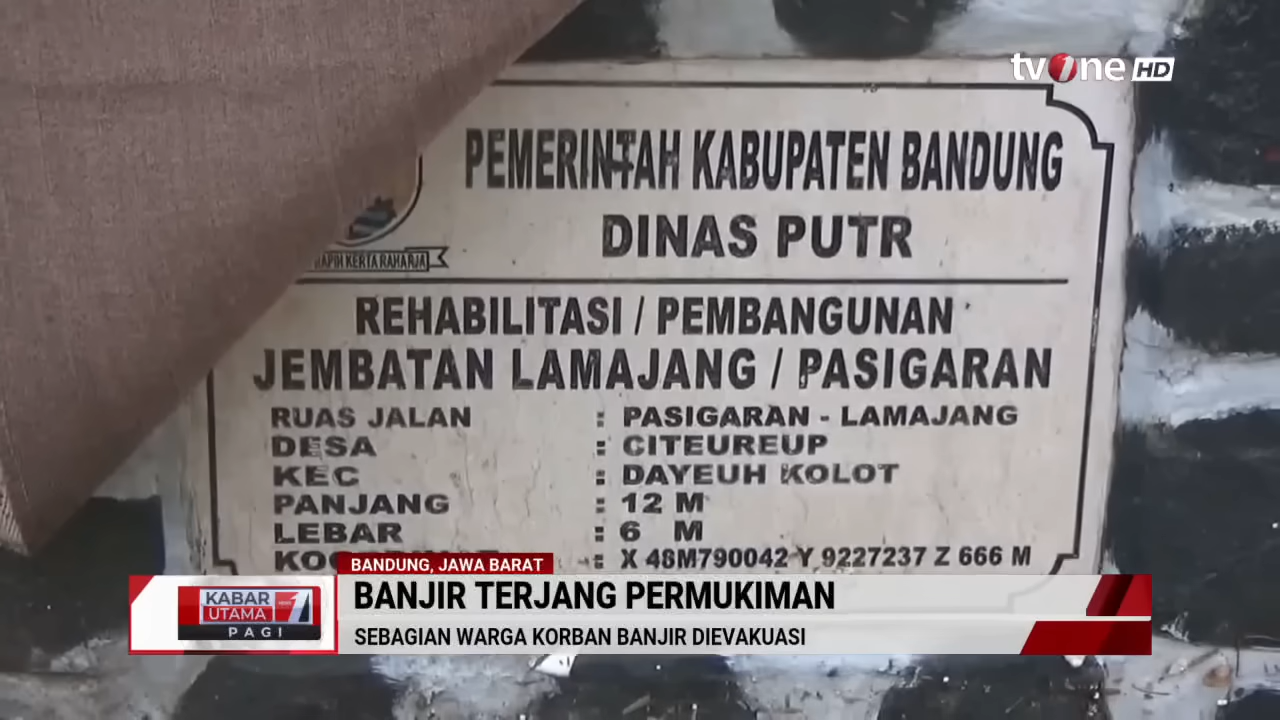 tvOne HD
PEMERINTAH KABUPATEN BANDUNG
DINAS PUTR
KERTA RAHARJA
REHABILITASI / PEMBANGUNAN
JEMBATAN LAMAJANG / PASIGARAN
RUAS JALAN : PASIGARAN - LAMAJANG
DESA : CITEUREUP
KEC : DAYEUH KOLOT
PANJANG : 12 M
LEBAR : 6 M
: X 48M790042 Y 9227237 Z 666 M
BANDUNG, JAWA BARAT
KABAR UTAMA PAGI
BANJIR TERJANG PERMUKIMAN
SEBAGIAN WARGA KORBAN BANJIR DIEVAKUASI